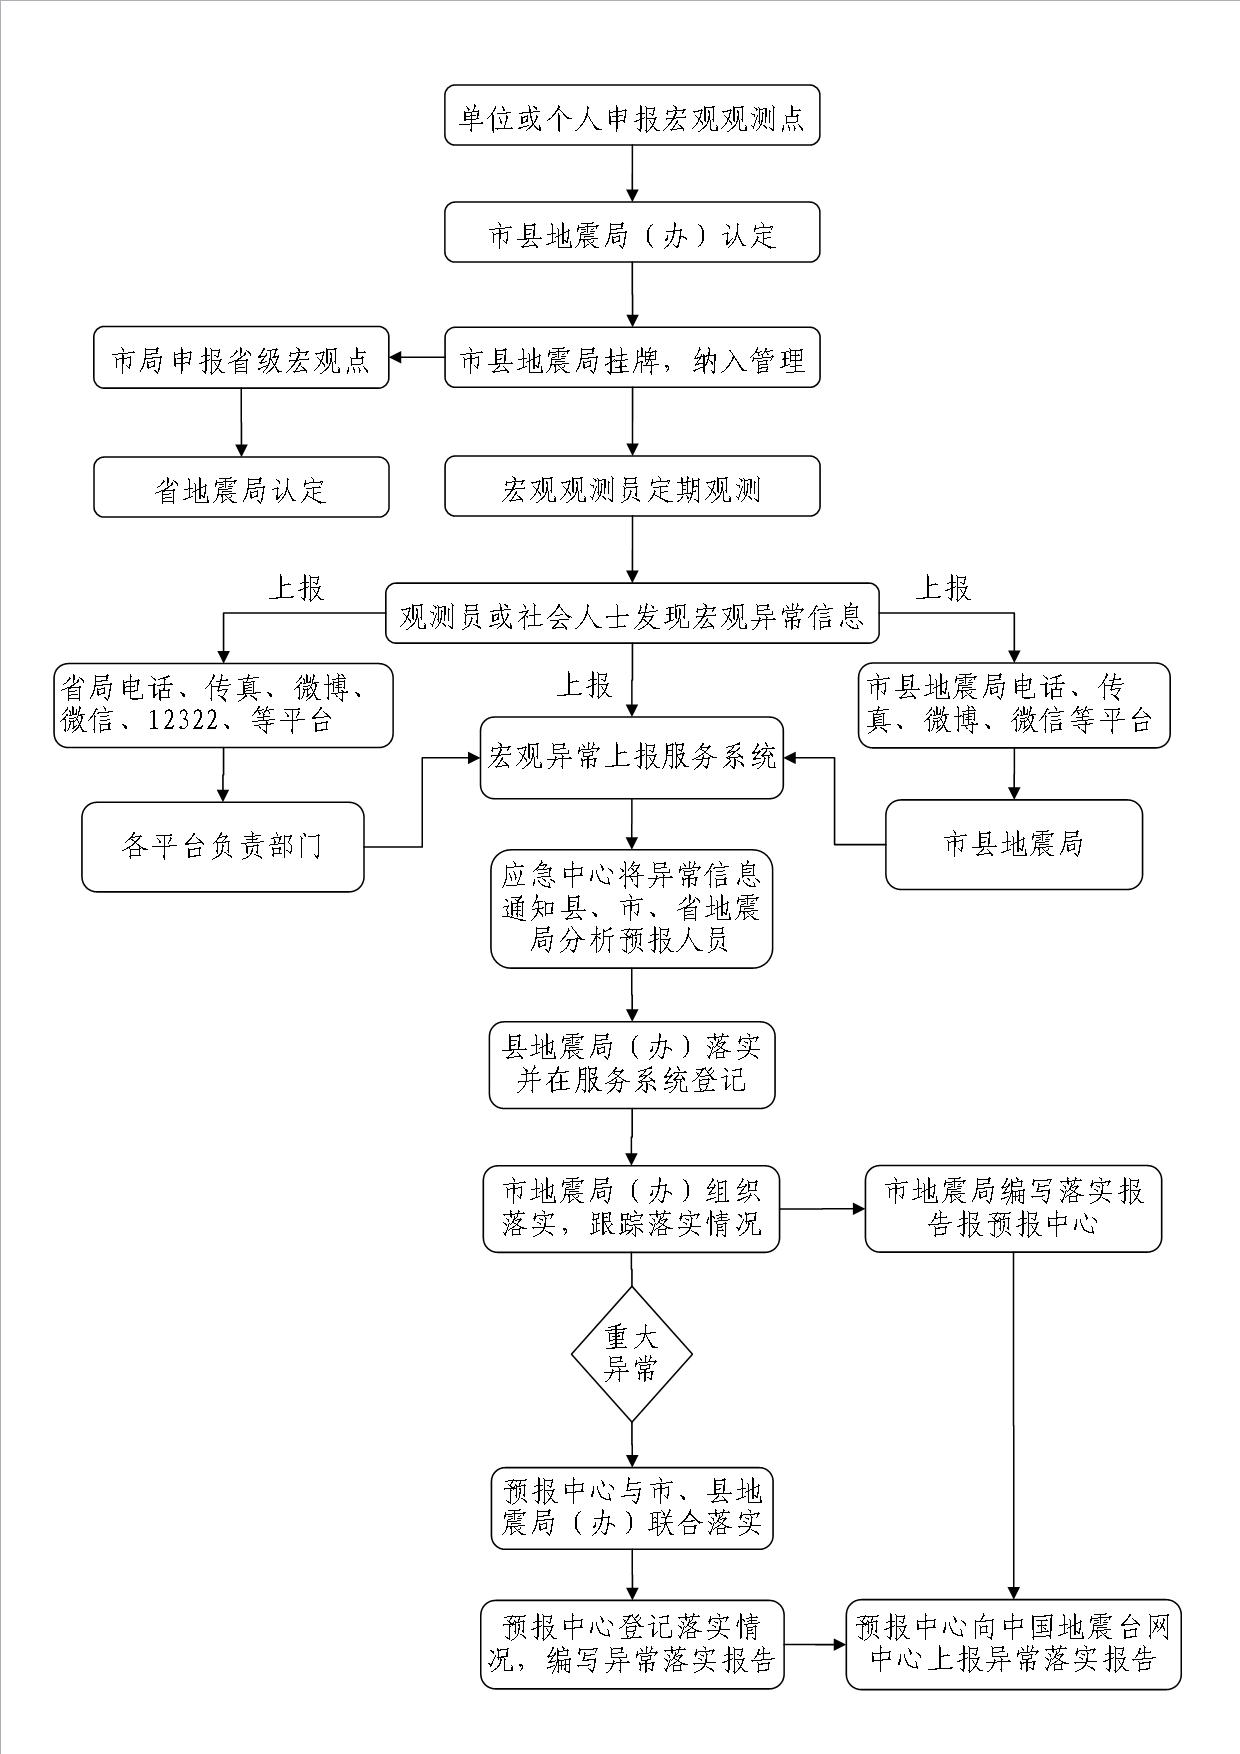 单位或个人申报宏观观测点
市县地震局（办）认定
市局申报省级宏观点
市县地震局挂牌，纳入管理
省地震局认定
宏观观测员定期观测
上报
上报
观测员或社会人士发现宏观异常信息
上报
省局电话、传真、微博、
微信、12322、等平台
市县地震局电话、传
真、微博、微信等平台
宏观异常上报服务系统
各平台负责部门
市县地震局
应急中心将异常信息
通知县、市、省地震
局分析预报人员
县地震局（办）落实
并在服务系统登记
市地震局（办）组织
落实，跟踪落实情况
市地震局编写落实报
告报预报中心
重大
异常
预报中心与市、县地
震局（办）联合落实
预报中心登记落实情
况，编写异常落实报告
预报中心向中国地震台网
中心上报异常落实报告